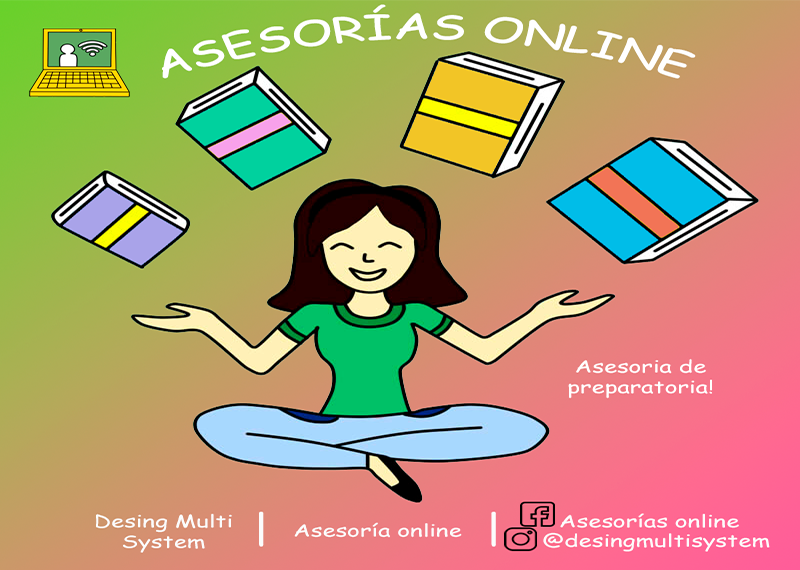 ASESORÍAS ONLINE
Asesoria de
preparatoria!
Desing Multi
System
Asesoría online
Asesorías online
@desingmultisystem